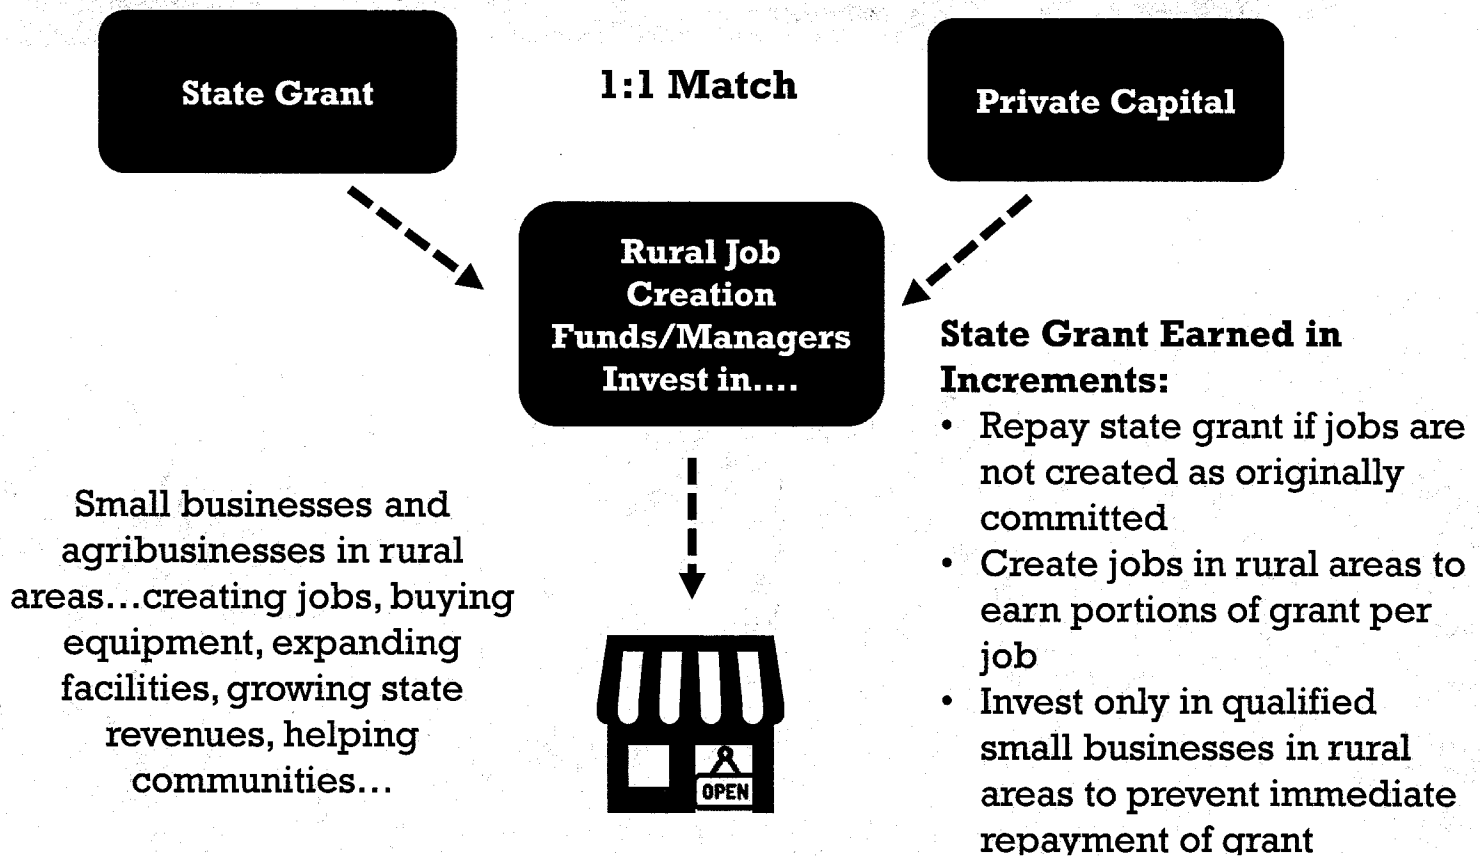 State Grant
1:1 Match
Private Capital
Rural Job
Creation
Funds/Managers
Invest in....
State Grant Earned in
Increments:
• Repay state grant if jobs are
not created as originally
committed
• Create jobs in rural areas to
earn portions of grant per
job
• Invest only in qualified
small businesses in rural
areas to prevent immediate
repayment of grant
Small businesses and
agribusinesses in rural
areas...creating jobs, buying
equipment, expanding
facilities, growing state
revenues, helping
communities...
OPEN